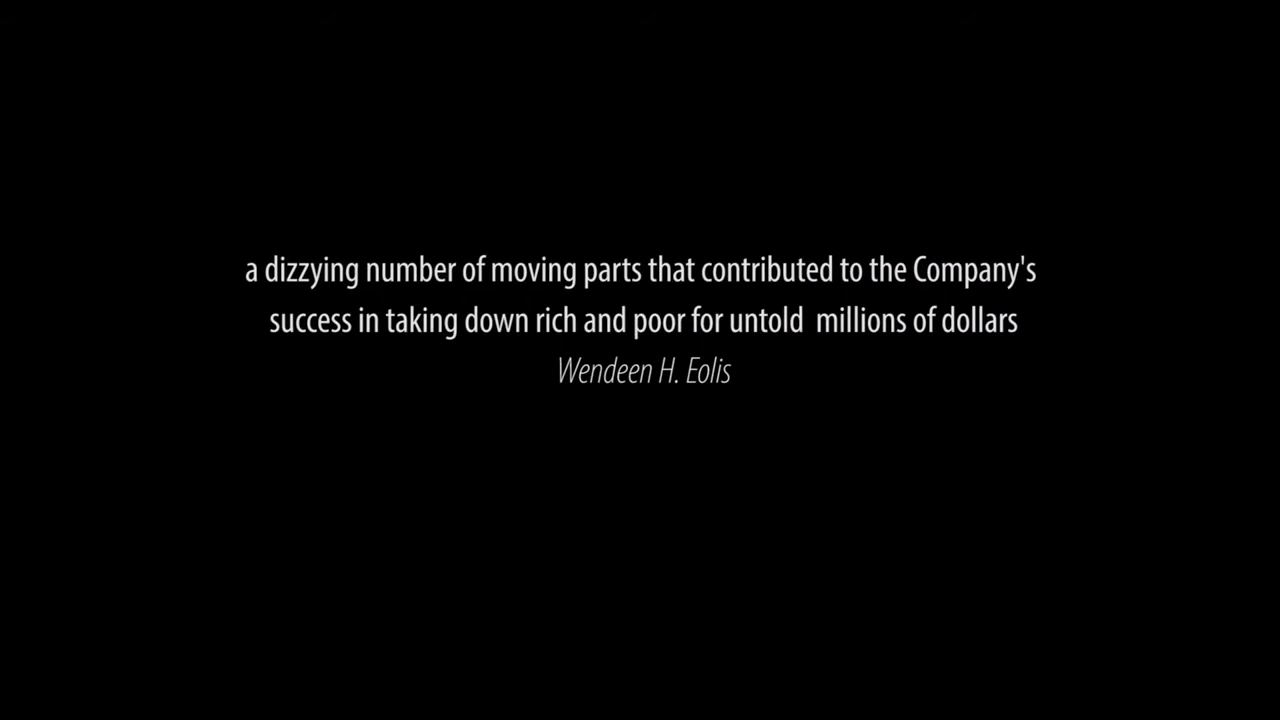 a dizzying number of moving parts that contributed to the Company's
success in taking down rich and poor for untold  millions of dollars
Wendeen H. Eolis